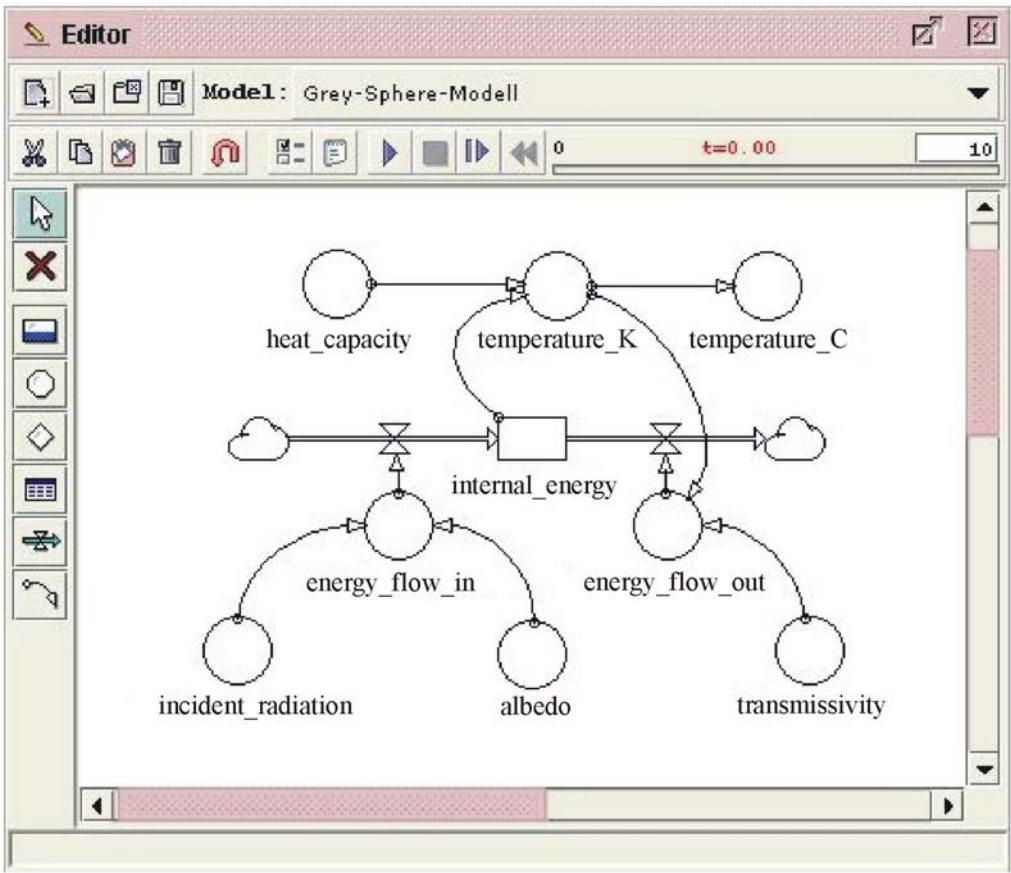 Editor
Model: Grey-Sphere-Modell
0 t=0.00 10
heat_capacity temperature_K temperature_C
internal_energy
energy_flow_in energy_flow_out
incident_radiation albedo transmissivity